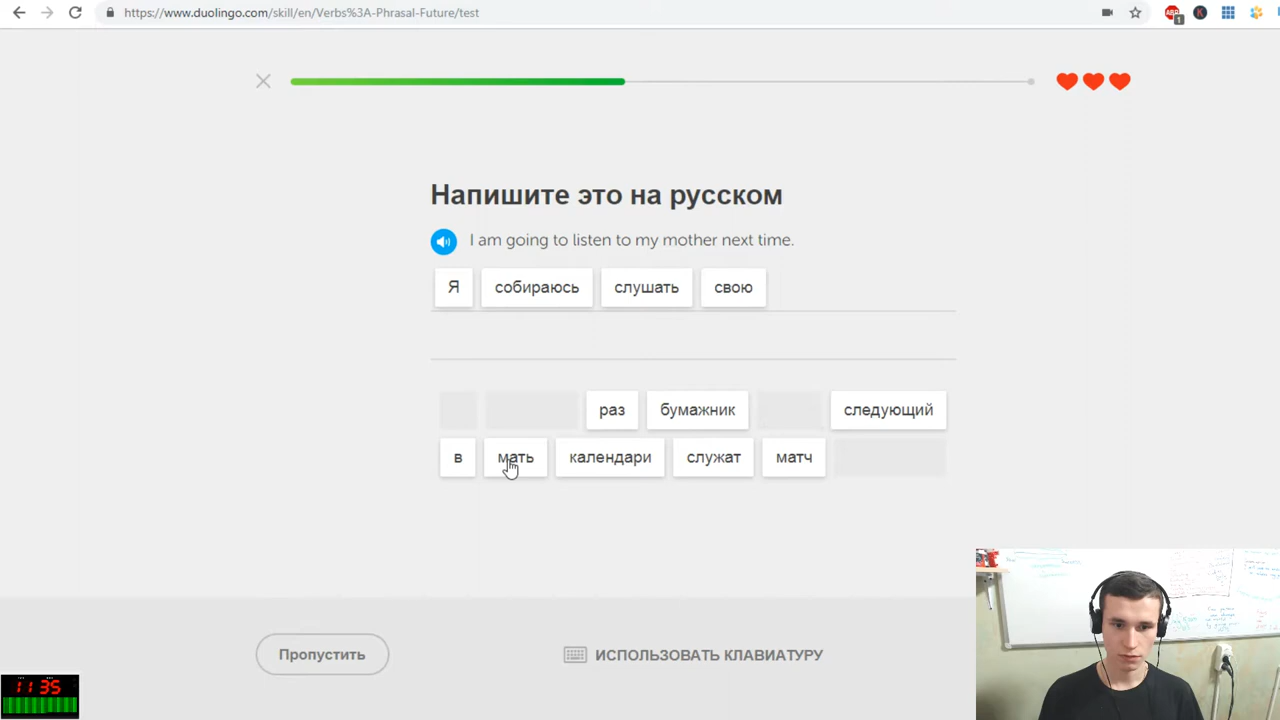 https://www.duolingo.com/skill/en/Verbs%3A-Phrasal-Future/test
Напишите это на русском
I am going to listen to my mother next time.
Я собираюсь слушать свою
раз бумажник следующий
в мать календари служат матч
Пропустить ИСПОЛЬЗОВАТЬ КЛАВИАТУРУ
11 35